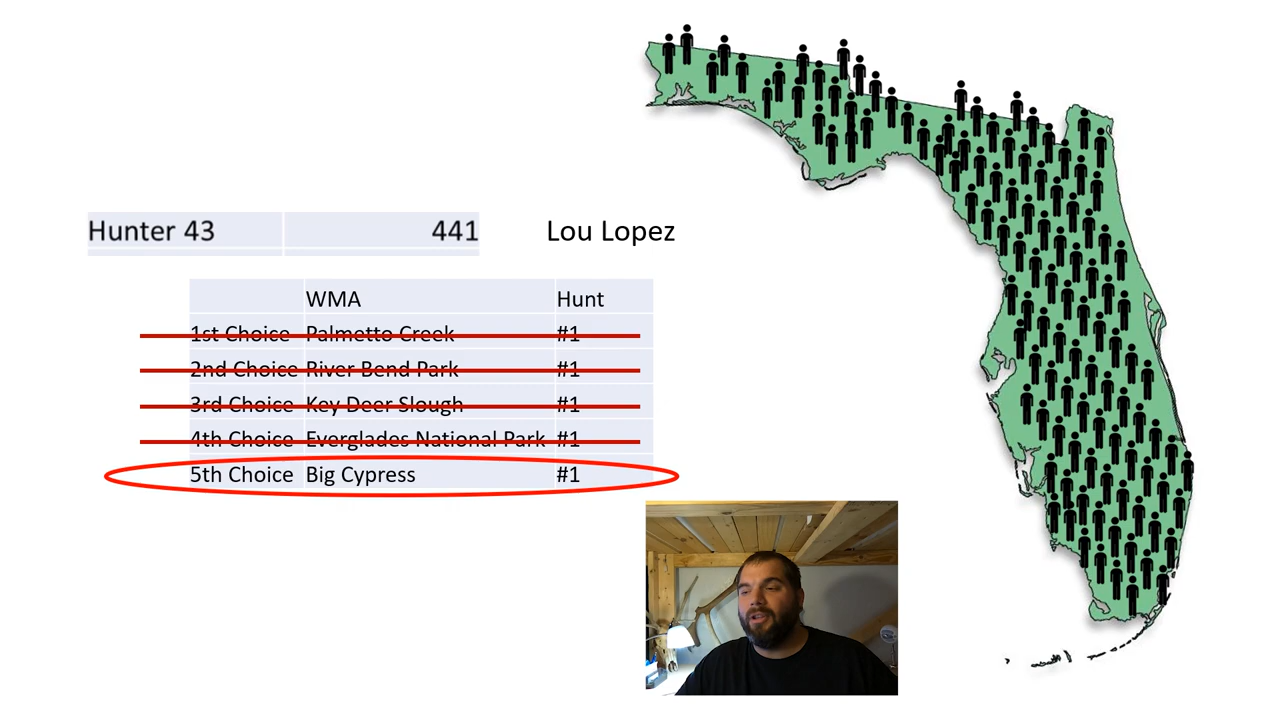 Hunter 43 441 Lou Lopez
WMA Hunt
1st Choice Palmetto Creek #1
2nd Choice River Bend Park #1
3rd Choice Key Deer Slough #1
4th Choice Everglades National Park #1
5th Choice Big Cypress #1